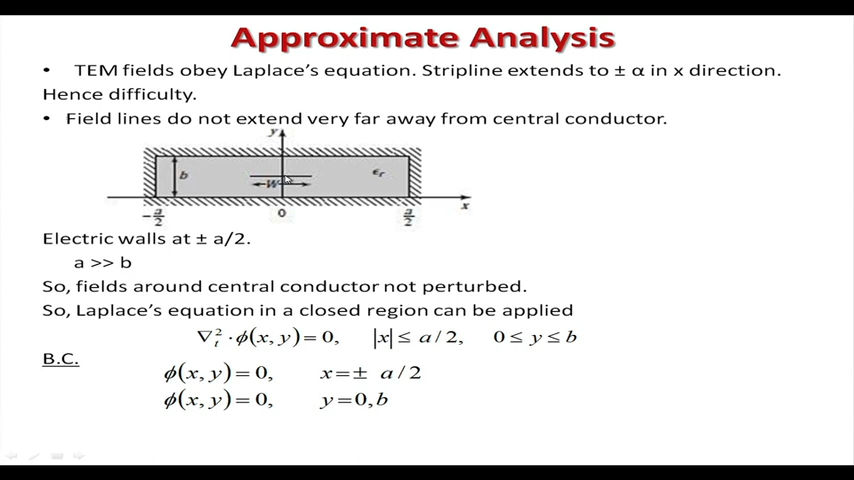 Approximate Analysis
• TEM fields obey Laplace's equation. Stripline extends to ± α in x direction.
Hence difficulty.
• Field lines do not extend very far away from central conductor.
y
b
W
ϵr
x
-a/2
0
a/2
Electric walls at ± a/2.
a >> b
So, fields around central conductor not perturbed.
So, Laplace's equation in a closed region can be applied
∇t² · ϕ(x, y) = 0, |x| ≤ a / 2, 0 ≤ y ≤ b
B.C.
ϕ(x, y) = 0, x = ± a / 2
ϕ(x, y) = 0, y = 0, b